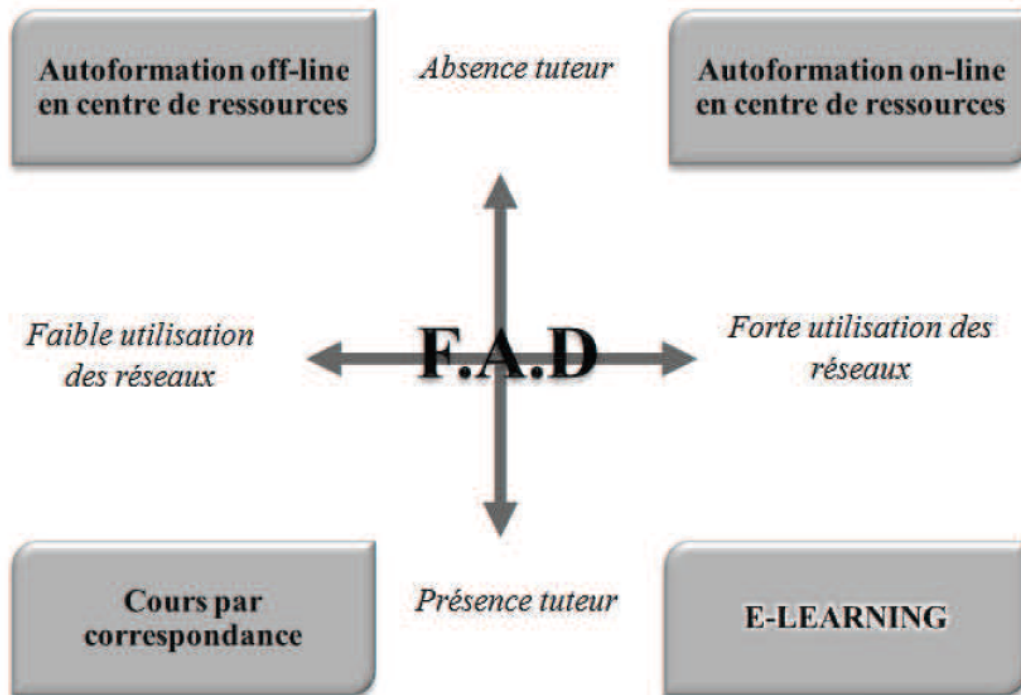 Autoformation off-line
en centre de ressources
Absence tuteur
Autoformation on-line
en centre de ressources
Faible utilisation
des réseaux
F.A.D
Forte utilisation des
réseaux
Cours par
correspondance
Présence tuteur
E-LEARNING